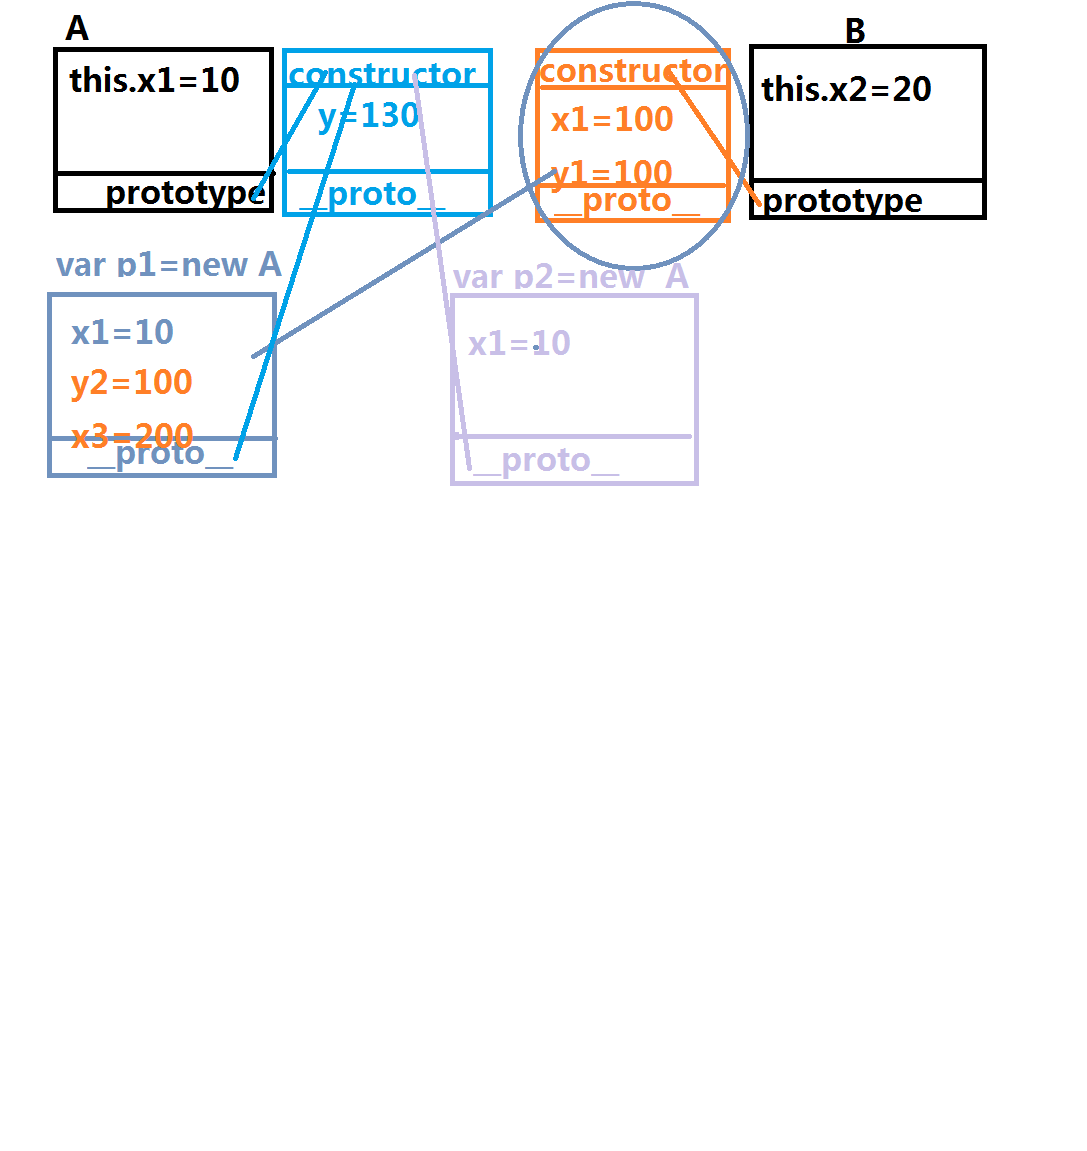 A
B
this.x1=10
constructor
constructor
this.x2=20
y=130
x1=100
y1=100
prototype
__proto__
__proto__
prototype
var p1=new A
var p2=new A
x1=10
x1=10
y2=100
x3=200
__proto__
__proto__